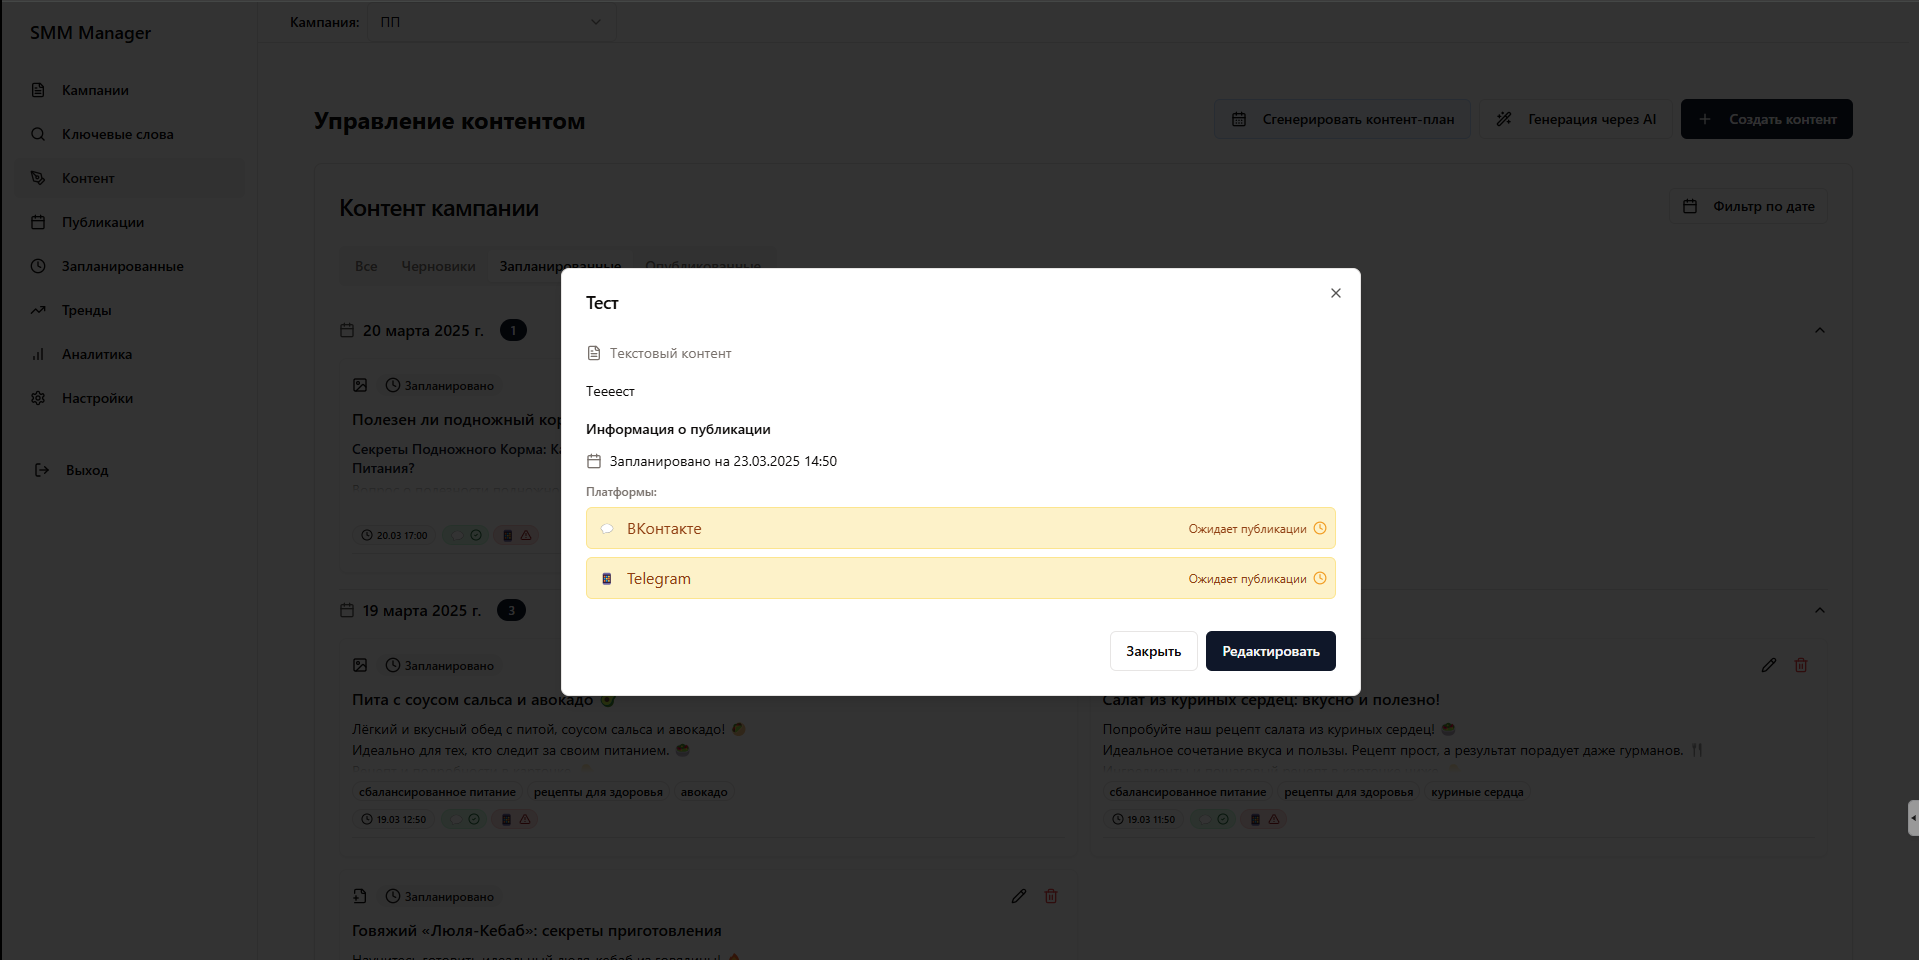 SMM Manager
Кампания: ПП
Кампании
Ключевые слова
Контент
Публикации
Запланированные
Тренды
Аналитика
Настройки
Выход
Управление контентом
Сгенерировать контент-план
Генерация через AI
Создать контент
Контент кампании
Фильтр по дате
Все Черновики Запланированные Опубликованные
20 марта 2025 г. 1
Запланировано
Полезен ли подножный кор
Секреты Подножного Корма: К
Питания?
20.03 17:00
Тест
Текстовый контент
Теееест
Информация о публикации
Запланировано на 23.03.2025 14:50
Платформы:
ВКонтакте Ожидает публикации
Telegram Ожидает публикации
Закрыть Редактировать
19 марта 2025 г. 3
Запланировано
Пита с соусом сальса и авокадо 🥑
Лёгкий и вкусный обед с питой, соусом сальса и авокадо!
Идеально для тех, кто следит за своим питанием.
сбалансированное питание рецепты для здоровья авокадо
19.03 12:50
Салат из куриных сердец: вкусно и полезно!
Попробуйте наш рецепт салата из куриных сердец!
Идеальное сочетание вкуса и пользы. Рецепт прост, а результат порадует даже гурманов. 🍴
сбалансированное питание рецепты для здоровья куриные сердца
19.03 11:50
Запланировано
Говяжий «Люля-Кебаб»: секреты приготовления